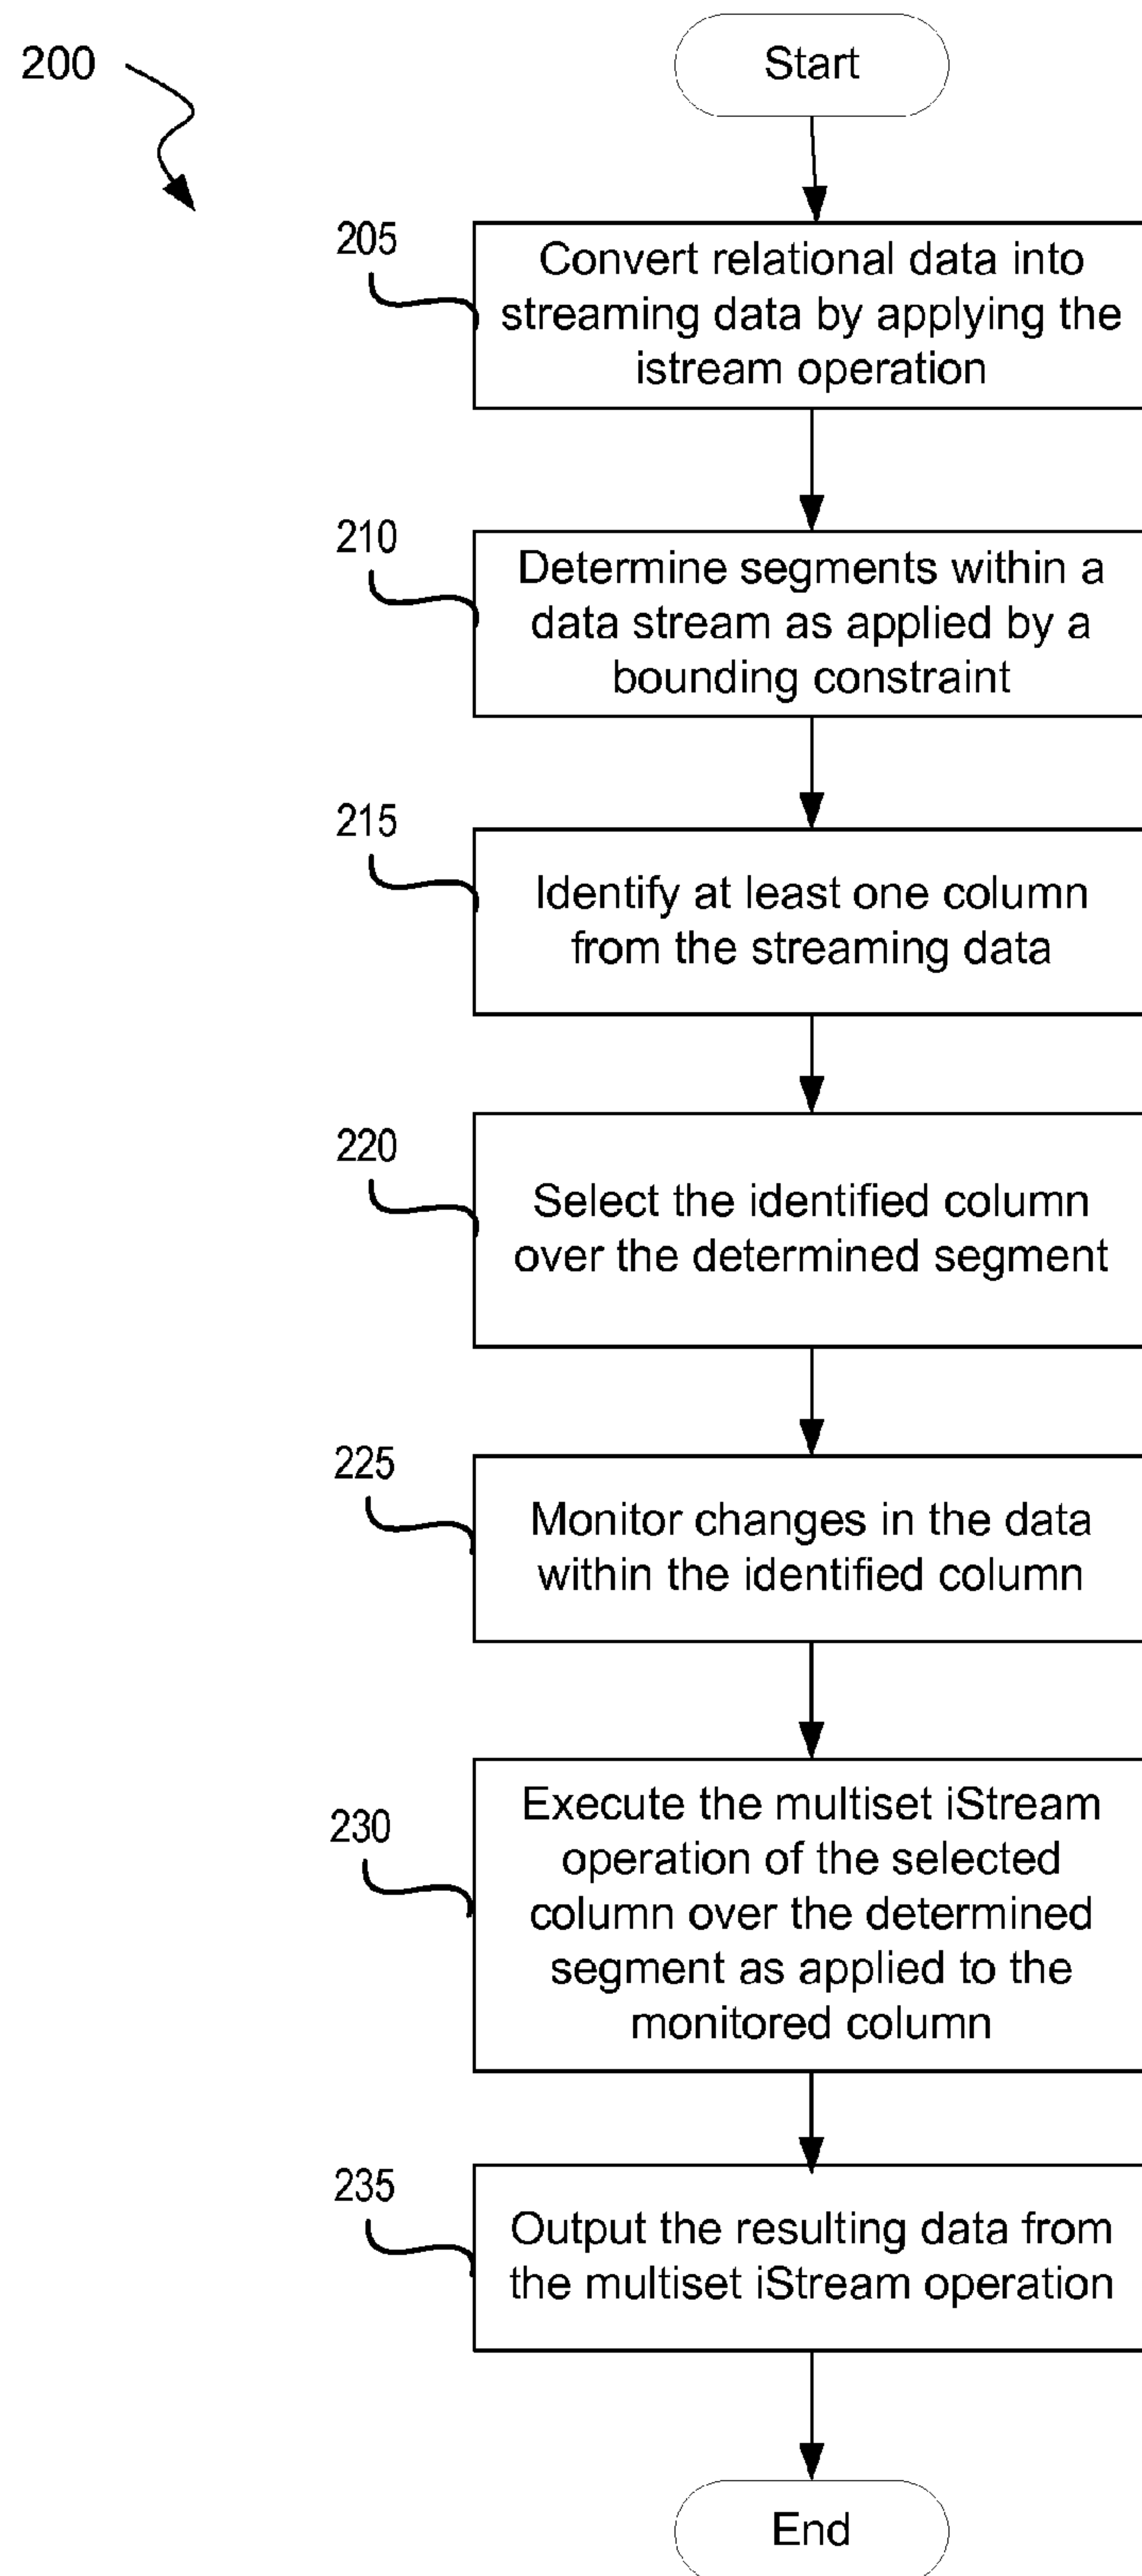 200
Start
205
Convert relational data into
streaming data by applying the
istream operation
210
Determine segments within a
data stream as applied by a
bounding constraint
215
Identify at least one column
from the streaming data
220
Select the identified column
over the determined segment
225
Monitor changes in the data
within the identified column
230
Execute the multiset iStream
operation of the selected
column over the determined
segment as applied to the
monitored column
235
Output the resulting data from
the multiset iStream operation
End